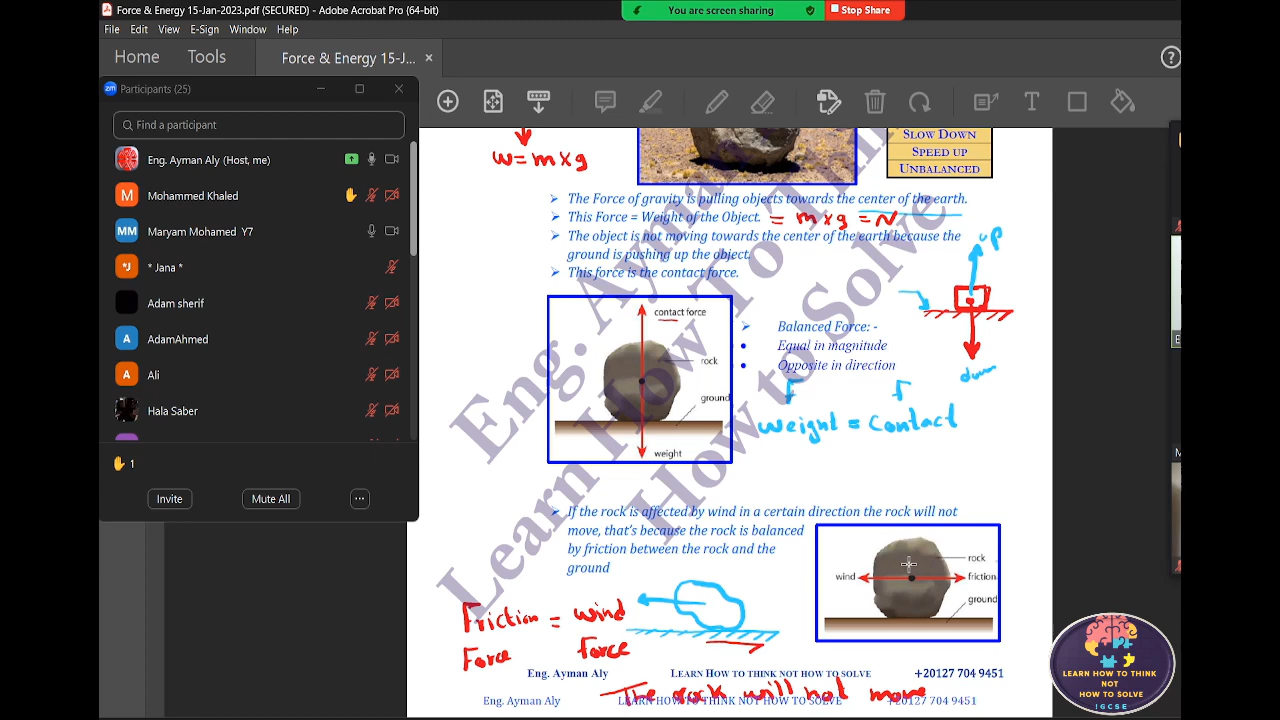 Force & Energy 15-Jan-2023.pdf (SECURED) - Adobe Acrobat Pro (64-bit)
You are screen sharing
Stop Share
File Edit View E-Sign Window Help
Home Tools Force & Energy 15-J... ×
Participants (25)
Find a participant
Eng. Ayman Aly (Host, me)
M Mohammed Khaled
MM Maryam Mohamed Y7
*J * Jana *
Adam sherif
A AdamAhmed
A Ali
Hala Saber
1
Invite Mute All ...
w = m x g
SLOW DOWN
SPEED UP
UNBALANCED
The Force of gravity is pulling objects towards the center of the earth.
This Force = Weight of the Object. = m x g = N
The object is not moving towards the center of the earth because the
ground is pushing up the object.
This force is the contact force.
up
down
contact force
rock
ground
weight
Balanced Force: -
Equal in magnitude
Opposite in direction
F F
weight = Contact
If the rock is affected by wind in a certain direction the rock will not
move, that's because the rock is balanced
by friction between the rock and the
ground
wind
rock
friction
ground
Friction = wind
Force force
Eng. Ayman Aly LEARN HOW TO THINK NOT HOW TO SOLVE +20127 704 9451
The rock will not move
Eng. Ayman Aly LEARN HOW TO THINK NOT HOW TO SOLVE +20127 704 9451
Eng. Ayman
Learn How To Think
How to Solve
LEARN HOW TO THINK
NOT
HOW TO SOLVE
IGCSE